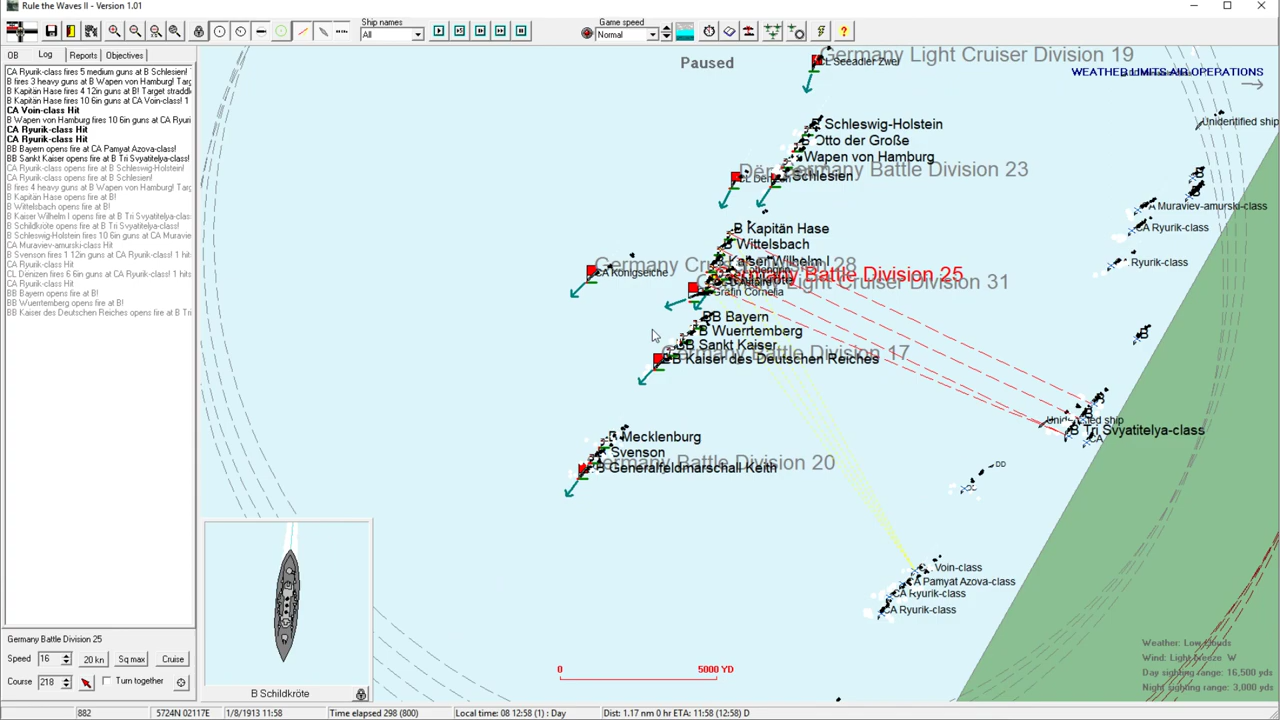 Rule the Waves II - Version 1.01
Ship names
All
Game speed
Normal
OB Log Reports Objectives
CA Ryurik-class fires 5 medium guns at B Schlesien!
B fires 3 heavy guns at B Wapen von Hamburg! Targ
B Kapitän Hase fires 4 12in guns at B! Target straddl
B Kapitän Hase fires 10 6in guns at CA Voin-class! 1
CA Voin-class Hit
B Wapen von Hamburg fires 10 6in guns at CA Ryuri
CA Ryurik-class Hit
CA Ryurik-class Hit
BB Bayern opens fire at CA Pamyat Azova-class!
BB Sankt Kaiser opens fire at B Tri Svyatitelya-class!
CA Ryurik-class opens fire at B Schleswig-Holstein!
CA Ryurik-class opens fire at B Schlesien!
B fires 4 heavy guns at B Wapen von Hamburg! Targ
B Kapitän Hase opens fire at B!
B Wittelsbach opens fire at B!
B Kaiser Wilhelm I opens fire at B Tri Svyatitelya-clas
B Schildkröte opens fire at B Tri Svyatitelya-class!
B Schleswig-Holstein fires 10 6in guns at CA Muravie
CA Muraviev-amurski-class Hit
B Svenson fires 1 12in guns at CA Ryurik-class! 1 hit
CA Ryurik-class Hit
CL Denizen fires 6 6in guns at CA Ryurik-class! 1 hits
CA Ryurik-class Hit
BB Bayern opens fire at B!
BB Wuerntemberg opens fire at B!
BB Kaiser des Deutschen Reiches opens fire at B Tri
Paused
Germany Light Cruiser Division 19
CL Seeadler Zwei
WEATHER LIMITS AIR OPERATIONS
Unidentified ship
Schleswig-Holstein
Otto der Große
Wapen von Hamburg
Germany Battle Division 23
Schlesien
A Muraviev-amurski-class
CA Ryurik-class
Ryurik-class
B Kapitän Hase
B Wittelsbach
Kaiser Wilhelm I
CA Königseiche
Germany Battle Division 25
Light Cruiser Division 31
Gräfin Cornelia
BB Bayern
B Wuerrtemberg
BB Sankt Kaiser
Germany Battle Division 17
BB Kaiser des Deutschen Reiches
B
B Tri Svyatitelya-class
CA
Mecklenburg
Svenson
Germany Battle Division 20
B Generalfeldmarschall Keith
DD
Voin-class
CA Pamyat Azova-class
CA Ryurik-class
CA Ryurik-class
B Schildkröte
Germany Battle Division 25
Speed 16 20 kn Sq max Cruise
Course 218 Turn together
0 5000 YD
Weather: Low Clouds
Wind: Light breeze W
Day sighting range: 16,500 yds
Night sighting range: 3,000 yds
882 5724N 02117E 1/8/1913 11:58 Time elapsed 298 (800) Local time: 08 12:58 (1) : Day Dist: 1.17 nm 0 hr ETA: 11:58 (12:58) D